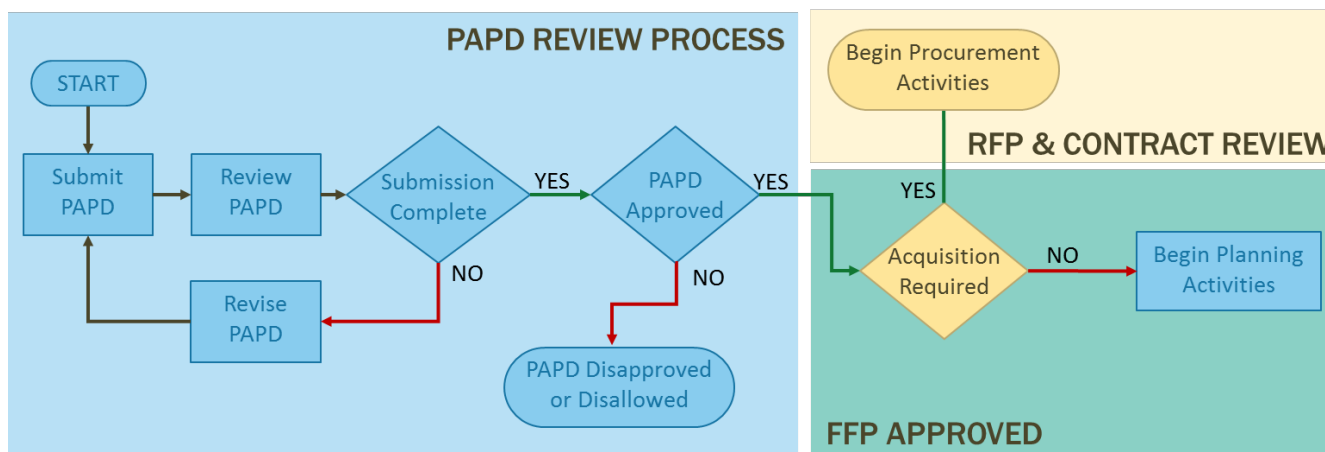 PAPD REVIEW PROCESS
START
Submit
PAPD
Review
PAPD
Submission
Complete
YES
PAPD
Approved
YES
NO
Revise
PAPD
NO
PAPD Disapproved
or Disallowed
Begin Procurement
Activities
RFP & CONTRACT REVIEW
YES
Acquisition
Required
NO
Begin Planning
Activities
FFP APPROVED